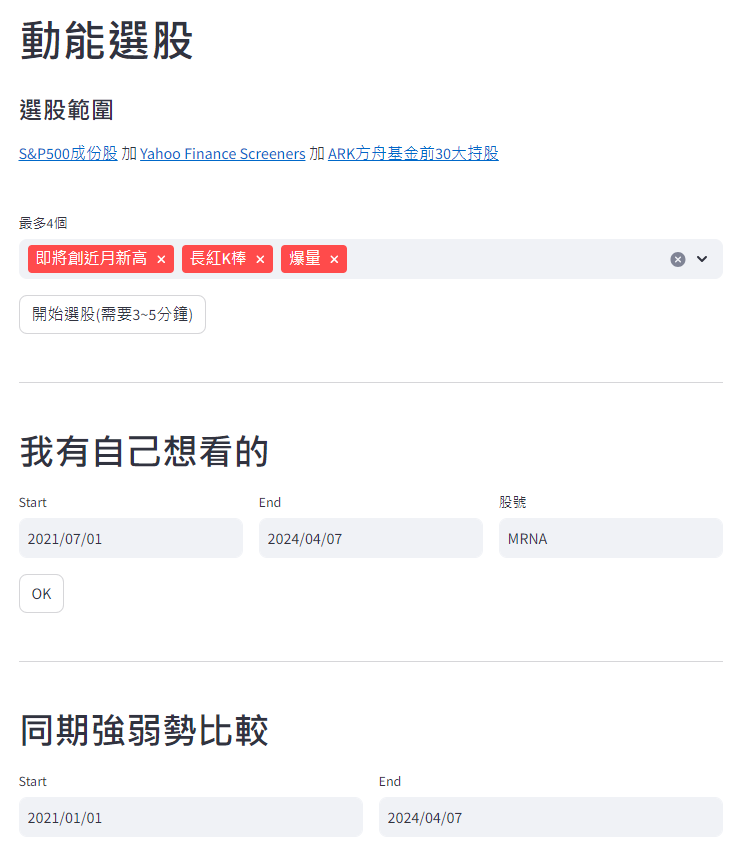 動能選股
選股範圍
S&P500成份股 加 Yahoo Finance Screeners 加 ARK方舟基金前30大持股
最多4個
即將創近月新高 × 長紅K棒 × 爆量 ×
開始選股(需要3~5分鐘)
我有自己想看的
Start End 股號
2021/07/01 2024/04/07 MRNA
OK
同期強弱勢比較
Start End
2021/01/01 2024/04/07